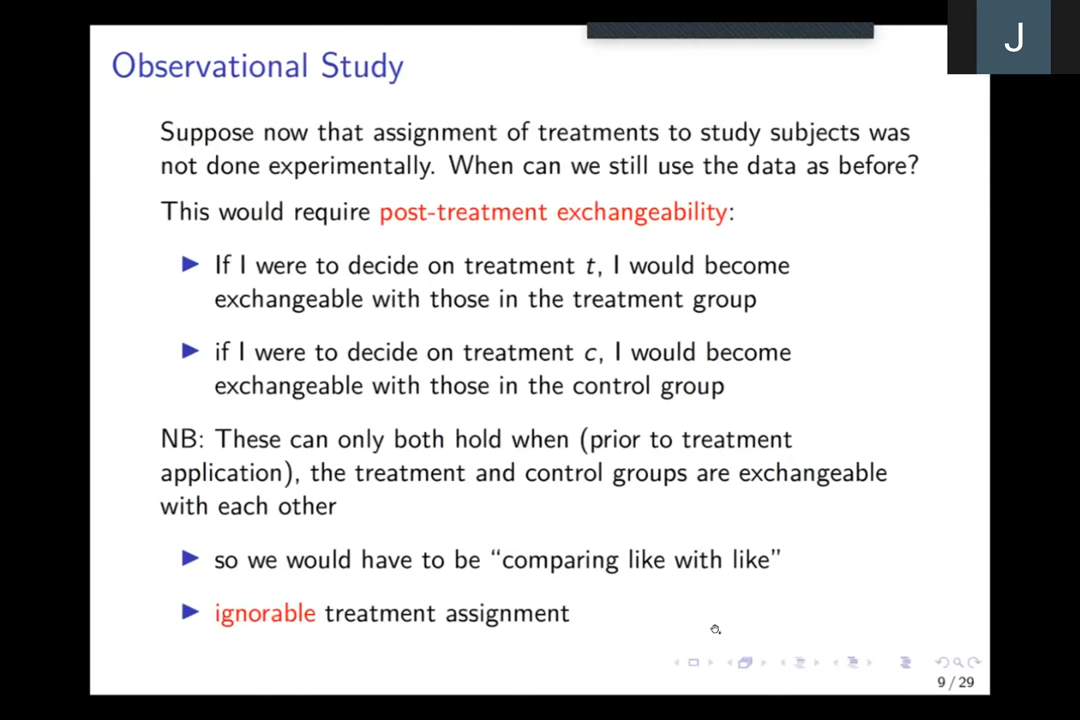 J
Observational Study
Suppose now that assignment of treatments to study subjects was
not done experimentally. When can we still use the data as before?
This would require post-treatment exchangeability:
If I were to decide on treatment t, I would become
exchangeable with those in the treatment group
if I were to decide on treatment c, I would become
exchangeable with those in the control group
NB: These can only both hold when (prior to treatment
application), the treatment and control groups are exchangeable
with each other
so we would have to be “comparing like with like”
ignorable treatment assignment
9 / 29